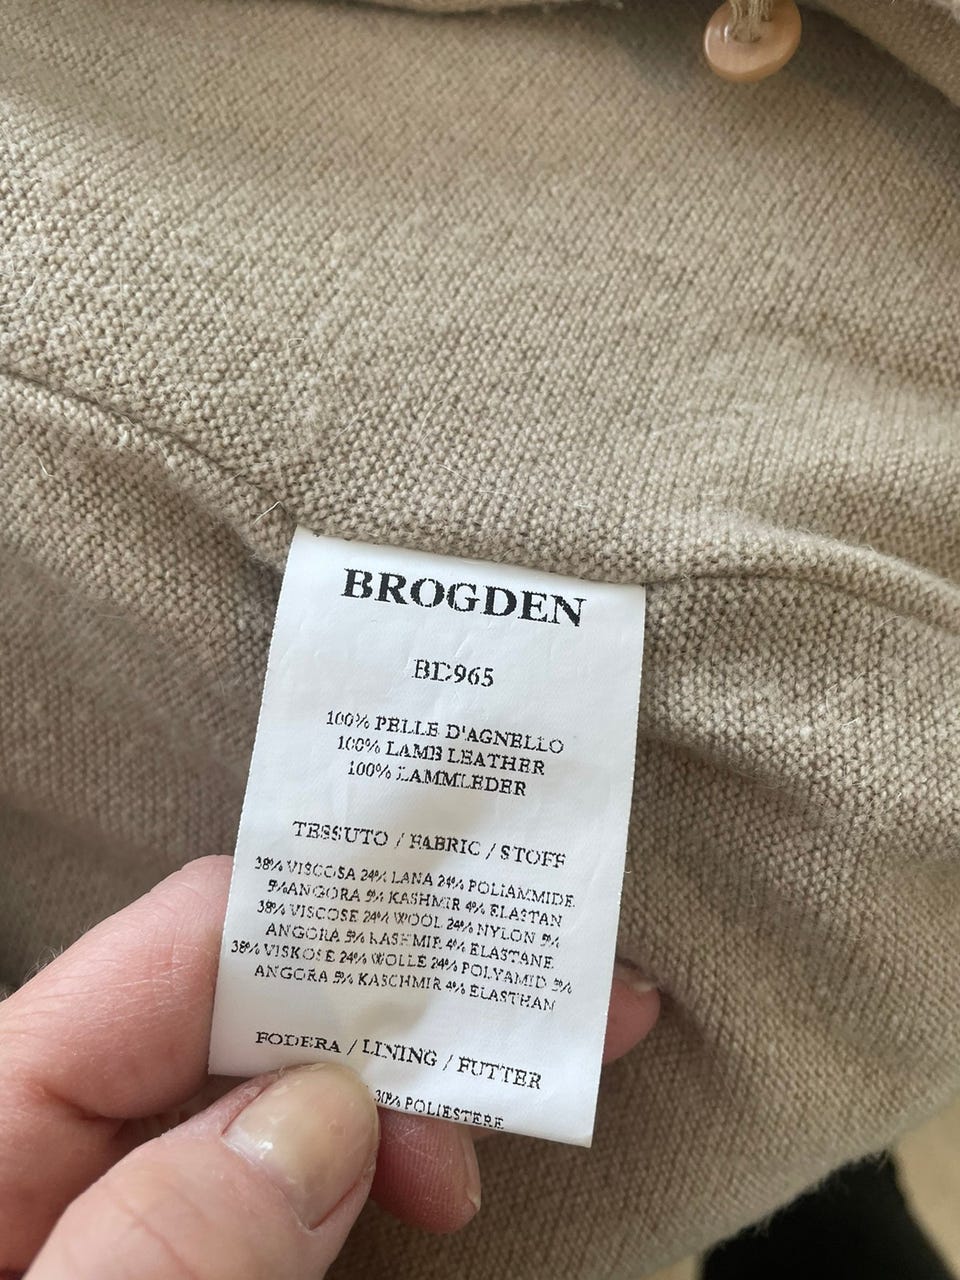 BROGDEN
BD965
100% PELLE D'AGNELLO
100% LAMB LEATHER
100% LAMMLEDER
TESSUTO / FABRIC / STOFF
38% VISCOSA 24% LANA 24% POLIAMMIDE
5%ANGORA 5% KASHMIR 4% ELASTAN
38% VISCOSE 24% WOOL 24% NYLON 5%
ANGORA 5% KASHMIR 4% ELASTANE
38% VISKOSE 24% WOLLE 24% POLYAMID 5%
ANGORA 5% KASCHMIR 4% ELASTHAN
FODERA / LINING / FUTTER
30% POLIESTERE